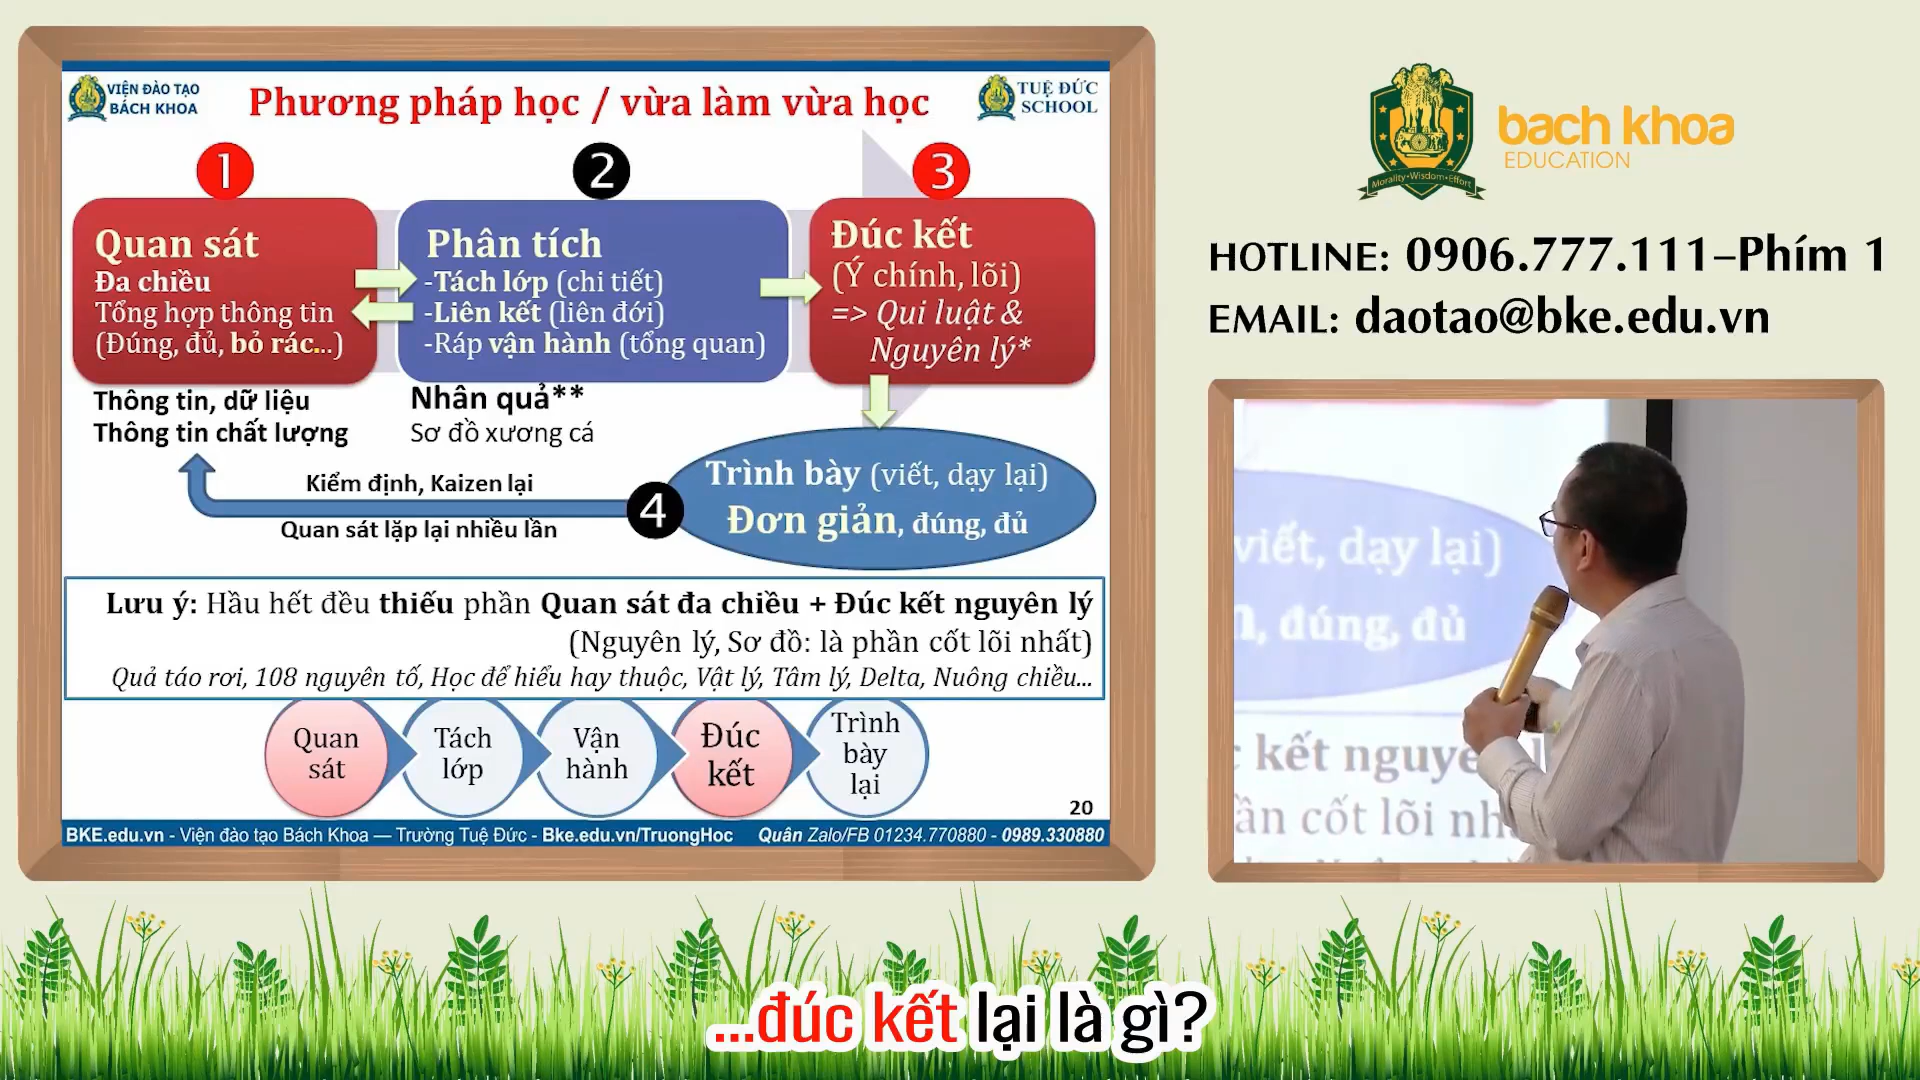 VIỆN ĐÀO TẠO
BÁCH KHOA
Phương pháp học / vừa làm vừa học
TUỆ ĐỨC
SCHOOL
1
2
3
Quan sát
Đa chiều
Tổng hợp thông tin
(Đúng, đủ, bỏ rác...)
Phân tích
-Tách lớp (chi tiết)
-Liên kết (liên đới)
-Ráp vận hành (tổng quan)
Đúc kết
(Ý chính, lõi)
=> Qui luật &
Nguyên lý*
Thông tin, dữ liệu
Thông tin chất lượng
Nhân quả**
Sơ đồ xương cá
Kiểm định, Kaizen lại
Quan sát lặp lại nhiều lần
4
Trình bày (viết, dạy lại)
Đơn giản, đúng, đủ
Lưu ý: Hầu hết đều thiếu phần Quan sát đa chiều + Đúc kết nguyên lý
(Nguyên lý, Sơ đồ: là phần cốt lõi nhất)
Quả táo rơi, 108 nguyên tố, Học để hiểu hay thuộc, Vật lý, Tâm lý, Delta, Nuông chiều...
Quan
sát
Tách
lớp
Vận
hành
Đúc
kết
Trình
bày
lại
20
BKE.edu.vn - Viện đào tạo Bách Khoa — Trường Tuệ Đức - Bke.edu.vn/TruongHoc Quân Zalo/FB 01234.770880 - 0989.330880
Morality•Wisdom•Effort
bach khoa
EDUCATION
HOTLINE: 0906.777.111–Phím 1
EMAIL: daotao@bke.edu.vn
viết, dạy lại)
n, đúng, đủ
kết nguyê
ần cốt lõi nh
...đúc kết lại là gì?